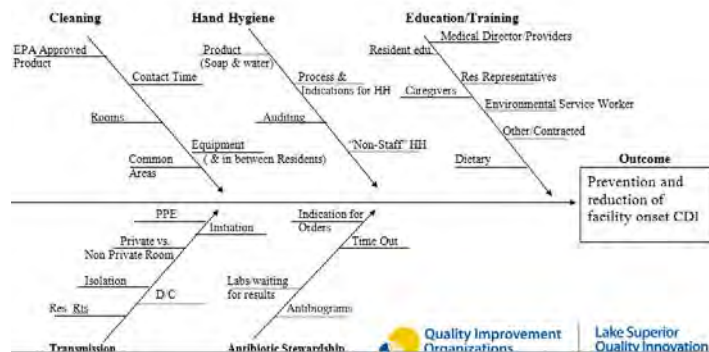 Cleaning
Hand Hygiene
Education/Training
EPA Approved
Product
Contact Time
Rooms
Equipment
( & in between Residents)
Common
Areas
Product
(Soap & water)
Process &
Indications for HH
Auditing
"Non-Staff" HH
Medical Director/Providers
Resident edu.
Res Representatives
Caregivers
Environmental Service Worker
Other/Contracted
Dietary
Outcome
Prevention and
reduction of
facility onset CDI
PPE
Initiation
Private vs.
Non Private Room
Isolation
D/C
Res Rts
Transmission
Indication for
Orders
Time Out
Labs/waiting
for results
Antibiograms
Antibiotic Stewardship
Quality Improvement
Organizations
Lake Superior
Quality Innovation